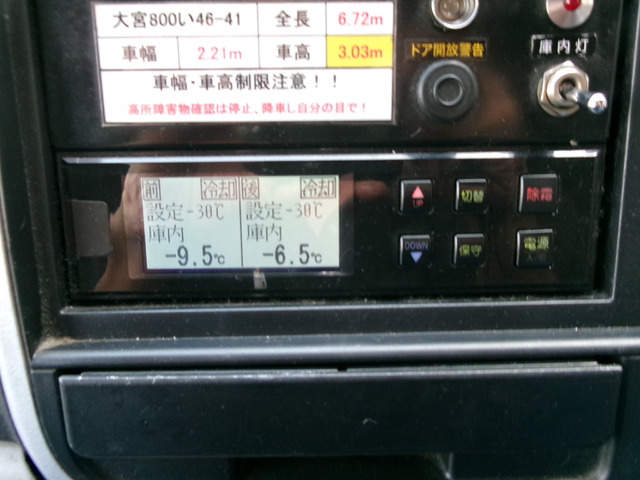 大宮800い46-41 全長 6.72m
車幅 2.21m 車高 3.03m
車幅・車高制限注意！！
高所障害物確認は停止、降車し自分の目で！
ドア開放警告
庫内灯
前 冷却 後 冷却
設定-30℃ 設定-30℃
庫内 庫内
-9.5℃ -6.5℃
UP 切替 除霜
DOWN 保守 電源